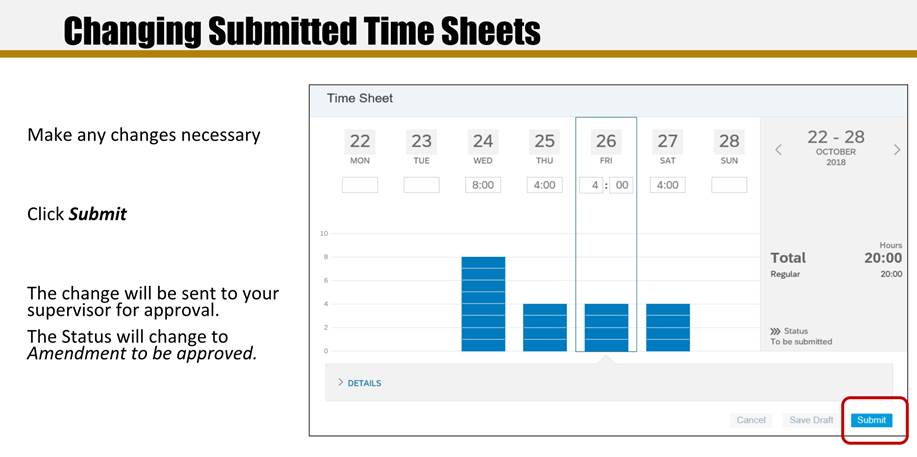 Changing Submitted Time Sheets
Make any changes necessary
Click Submit
The change will be sent to your
supervisor for approval.
The Status will change to
Amendment to be approved.
Time Sheet
22 23 24 25 26 27 28
MON TUE WED THU FRI SAT SUN
8:00 4:00 4 : 00 4:00
10
8
6
4
2
0
DETAILS
22 - 28
OCTOBER
2018
Hours
Total 20:00
Regular 20:00
Status
To be submitted
Cancel Save Draft Submit